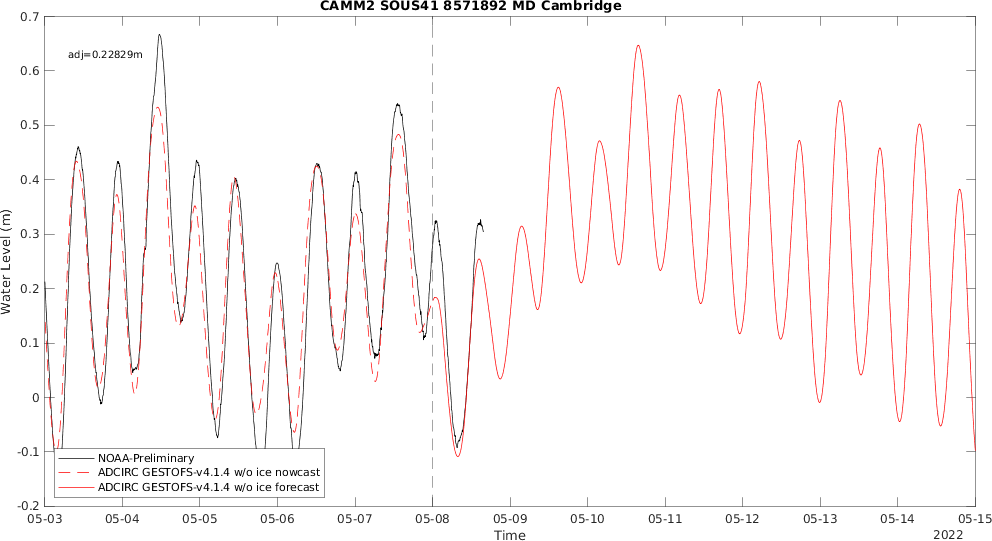 CAMM2 SOUS41 8571892 MD Cambridge
adj=0.22829m
Water Level (m)
0.7
0.6
0.5
0.4
0.3
0.2
0.1
0
-0.1
-0.2
NOAA-Preliminary
ADCIRC GESTOFS-v4.1.4 w/o ice nowcast
ADCIRC GESTOFS-v4.1.4 w/o ice forecast
05-03 05-04 05-05 05-06 05-07 05-08 05-09 05-10 05-11 05-12 05-13 05-14 05-15
Time
2022